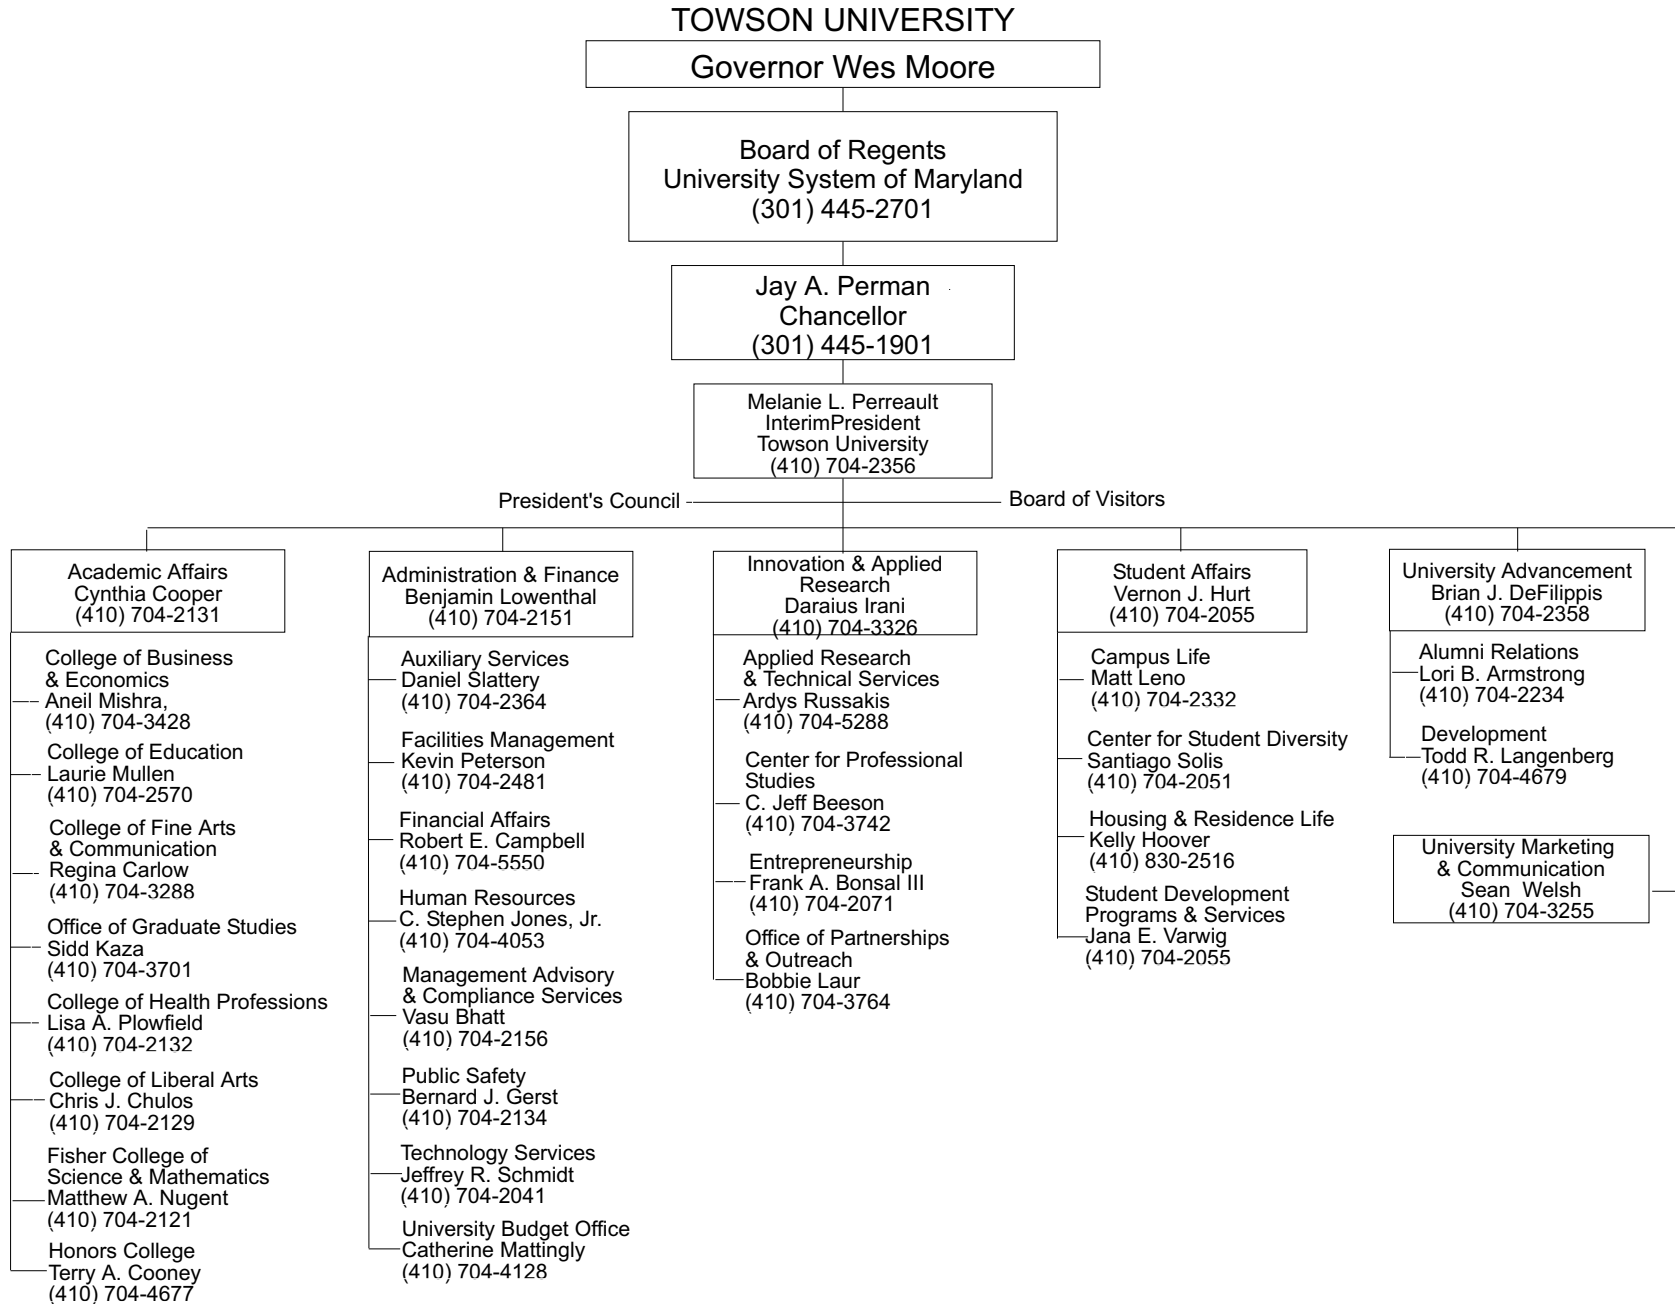 TOWSON UNIVERSITY
Governor Wes Moore
Board of Regents
University System of Maryland
(301) 445-2701
Jay A. Perman
Chancellor
(301) 445-1901
Melanie L. Perreault
InterimPresident
Towson University
(410) 704-2356
President's Council
Board of Visitors
Academic Affairs
Cynthia Cooper
(410) 704-2131
College of Business
& Economics
Aneil Mishra,
(410) 704-3428
College of Education
Laurie Mullen
(410) 704-2570
College of Fine Arts
& Communication
Regina Carlow
(410) 704-3288
Office of Graduate Studies
Sidd Kaza
(410) 704-3701
College of Health Professions
Lisa A. Plowfield
(410) 704-2132
College of Liberal Arts
Chris J. Chulos
(410) 704-2129
Fisher College of
Science & Mathematics
Matthew A. Nugent
(410) 704-2121
Honors College
Terry A. Cooney
(410) 704-4677
Administration & Finance
Benjamin Lowenthal
(410) 704-2151
Auxiliary Services
Daniel Slattery
(410) 704-2364
Facilities Management
Kevin Peterson
(410) 704-2481
Financial Affairs
Robert E. Campbell
(410) 704-5550
Human Resources
C. Stephen Jones, Jr.
(410) 704-4053
Management Advisory
& Compliance Services
Vasu Bhatt
(410) 704-2156
Public Safety
Bernard J. Gerst
(410) 704-2134
Technology Services
Jeffrey R. Schmidt
(410) 704-2041
University Budget Office
Catherine Mattingly
(410) 704-4128
Innovation & Applied
Research
Daraius Irani
(410) 704-3326
Applied Research
& Technical Services
Ardys Russakis
(410) 704-5288
Center for Professional
Studies
C. Jeff Beeson
(410) 704-3742
Entrepreneurship
Frank A. Bonsal III
(410) 704-2071
Office of Partnerships
& Outreach
Bobbie Laur
(410) 704-3764
Student Affairs
Vernon J. Hurt
(410) 704-2055
Campus Life
Matt Leno
(410) 704-2332
Center for Student Diversity
Santiago Solis
(410) 704-2051
Housing & Residence Life
Kelly Hoover
(410) 830-2516
Student Development
Programs & Services
Jana E. Varwig
(410) 704-2055
University Advancement
Brian J. DeFilippis
(410) 704-2358
Alumni Relations
Lori B. Armstrong
(410) 704-2234
Development
Todd R. Langenberg
(410) 704-4679
University Marketing
& Communication
Sean Welsh
(410) 704-3255